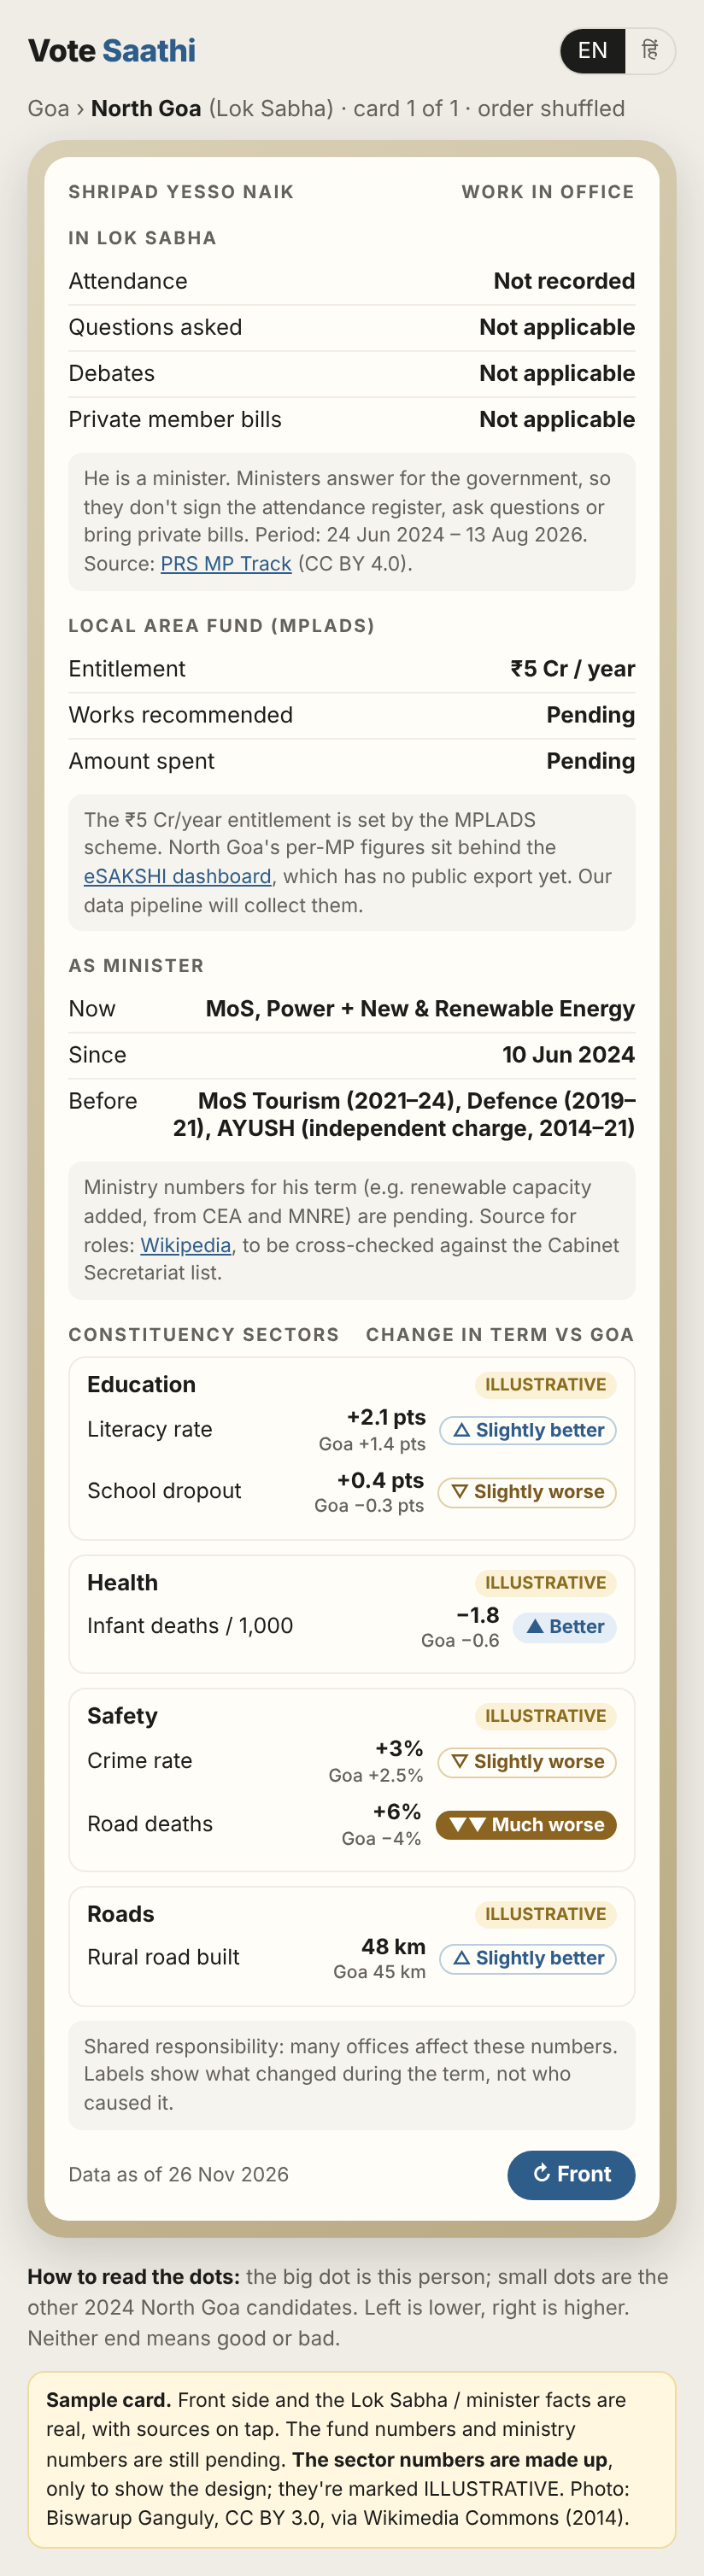 Vote Saathi
EN हिं
Goa › North Goa (Lok Sabha) · card 1 of 1 · order shuffled
SHRIPAD YESSO NAIK WORK IN OFFICE
IN LOK SABHA
Attendance Not recorded
Questions asked Not applicable
Debates Not applicable
Private member bills Not applicable
He is a minister. Ministers answer for the government, so
they don't sign the attendance register, ask questions or
bring private bills. Period: 24 Jun 2024 – 13 Aug 2026.
Source: PRS MP Track (CC BY 4.0).
LOCAL AREA FUND (MPLADS)
Entitlement ₹5 Cr / year
Works recommended Pending
Amount spent Pending
The ₹5 Cr/year entitlement is set by the MPLADS
scheme. North Goa's per-MP figures sit behind the
eSAKSHI dashboard, which has no public export yet. Our
data pipeline will collect them.
AS MINISTER
Now MoS, Power + New & Renewable Energy
Since 10 Jun 2024
Before MoS Tourism (2021–24), Defence (2019–
21), AYUSH (independent charge, 2014–21)
Ministry numbers for his term (e.g. renewable capacity
added, from CEA and MNRE) are pending. Source for
roles: Wikipedia, to be cross-checked against the Cabinet
Secretariat list.
CONSTITUENCY SECTORS CHANGE IN TERM VS GOA
Education ILLUSTRATIVE
Literacy rate +2.1 pts △ Slightly better
Goa +1.4 pts
School dropout +0.4 pts ▽ Slightly worse
Goa −0.3 pts
Health ILLUSTRATIVE
Infant deaths / 1,000 −1.8 ▲ Better
Goa −0.6
Safety ILLUSTRATIVE
Crime rate +3% ▽ Slightly worse
Goa +2.5%
Road deaths +6% ▼▼ Much worse
Goa −4%
Roads ILLUSTRATIVE
Rural road built 48 km △ Slightly better
Goa 45 km
Shared responsibility: many offices affect these numbers.
Labels show what changed during the term, not who
caused it.
Data as of 26 Nov 2026 ↻ Front
How to read the dots: the big dot is this person; small dots are the
other 2024 North Goa candidates. Left is lower, right is higher.
Neither end means good or bad.
Sample card. Front side and the Lok Sabha / minister facts are
real, with sources on tap. The fund numbers and ministry
numbers are still pending. The sector numbers are made up,
only to show the design; they're marked ILLUSTRATIVE. Photo:
Biswarup Ganguly, CC BY 3.0, via Wikimedia Commons (2014).